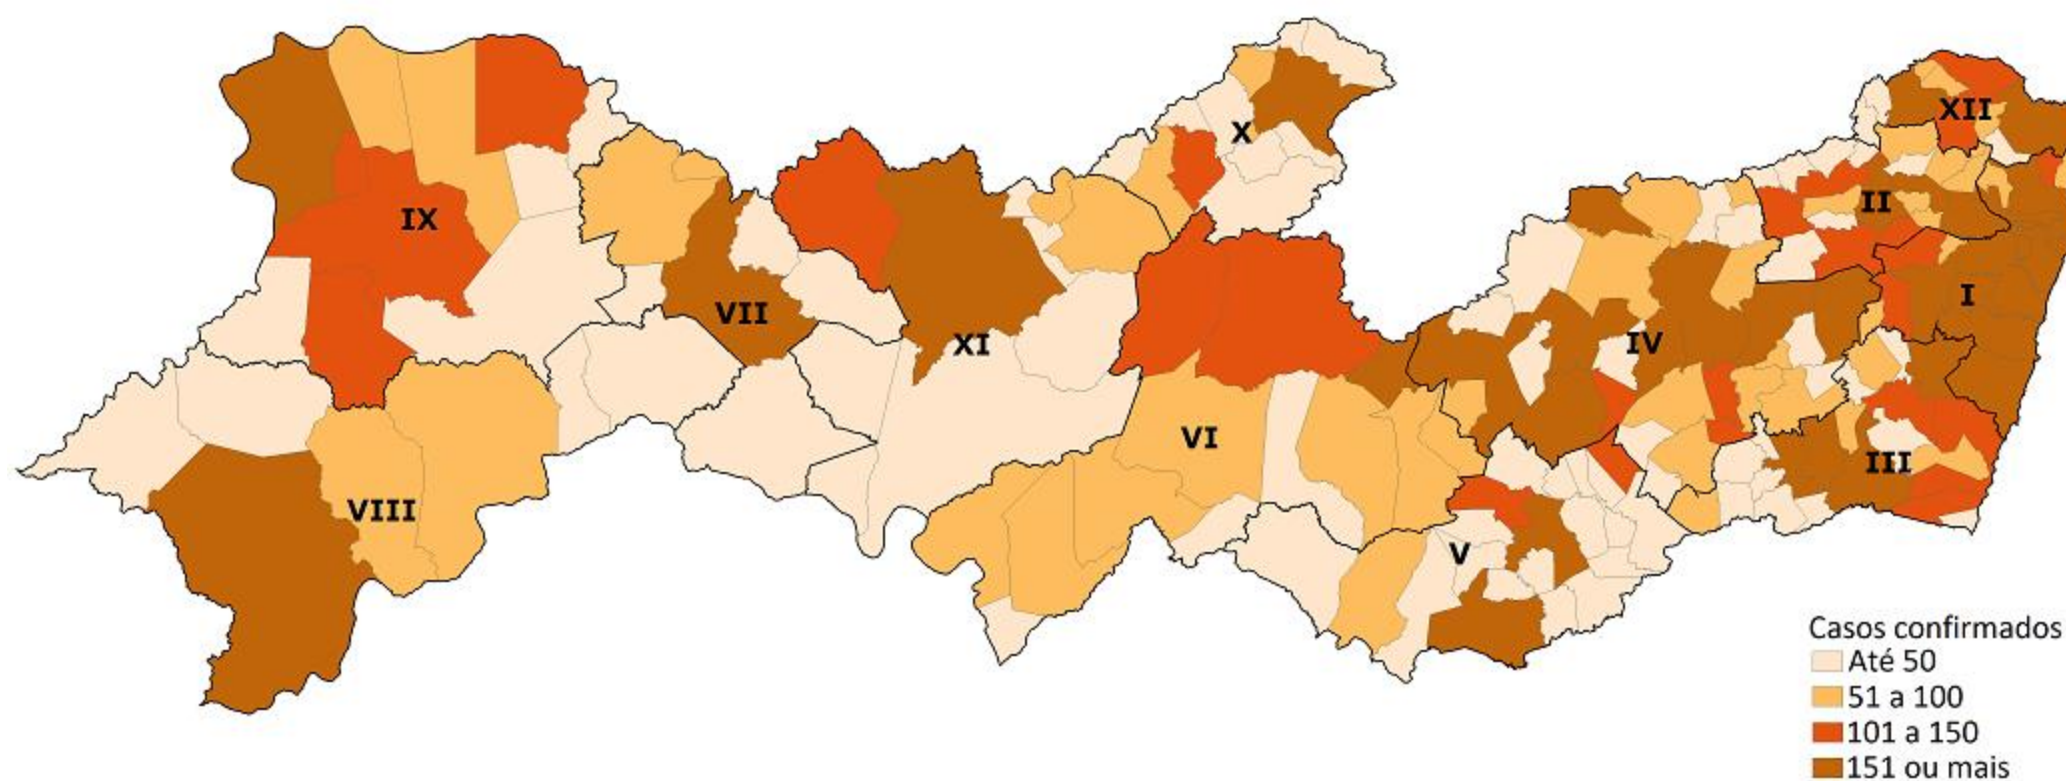 X
XII
II
IX
I
VII
XI
IV
VI
III
VIII
V
Casos confirmados
Até 50
51 a 100
101 a 150
151 ou mais